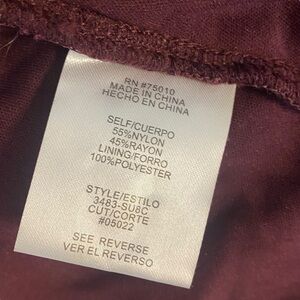 RN #75010
MADE IN CHINA
HECHO EN CHINA
SELF/CUERPO
55%NYLON
45%RAYON
LINING/FORRO
100%POLYESTER
STYLE/ESTILO
3483-SU8C
CUT/CORTE
#05022
SEE REVERSE
VER EL REVERSO